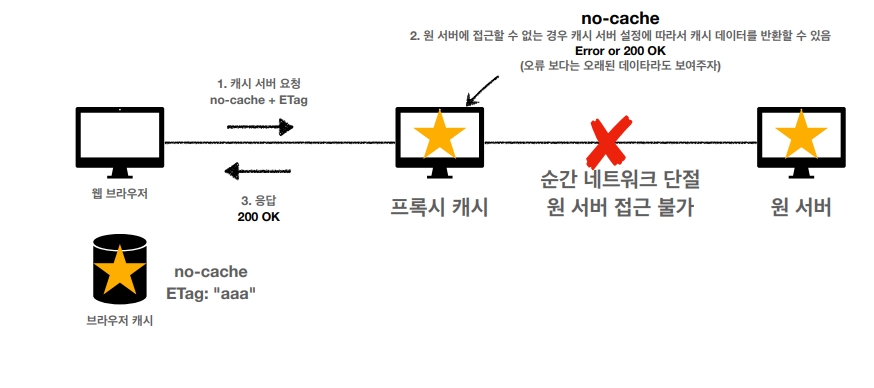 no-cache
2. 원 서버에 접근할 수 없는 경우 캐시 서버 설정에 따라서 캐시 데이터를 반환할 수 있음
Error or 200 OK
(오류 보다는 오래된 데이타라도 보여주자)
1. 캐시 서버 요청
no-cache + ETag
웹 브라우저
3. 응답
200 OK
프록시 캐시
순간 네트워크 단절
원 서버 접근 불가
원 서버
no-cache
ETag: "aaa"
브라우저 캐시